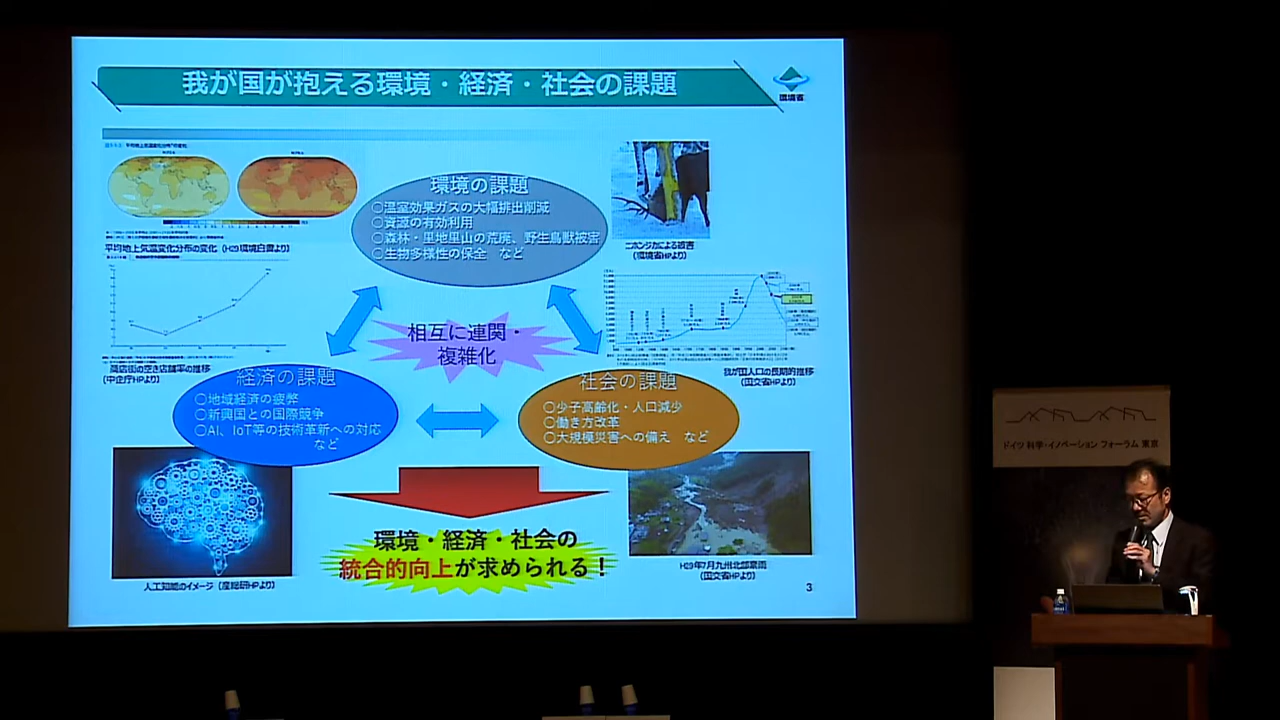 我が国が抱える環境・経済・社会の課題
環境省
環境の課題
○温室効果ガスの大幅排出削減
○資源の有効利用
○森林・里地里山の荒廃、野生鳥獣被害
○生物多様性の保全 など
平均地上気温変化分布の変化（H29環境白書より）
ニホンジカによる被害
（環境省HPより）
相互に連関・
複雑化
商店街の空き店舗率の推移
（中企庁HPより）
我が国人口の長期的推移
（国交省HPより）
経済の課題
○地域経済の疲弊
○新興国との国際競争
○AI、IoT等の技術革新への対応
など
社会の課題
○少子高齢化・人口減少
○働き方改革
○大規模災害への備え など
環境・経済・社会の
統合的向上が求められる！
人工知能のイメージ（産総研HPより）
H29年7月九州北部豪雨
（国交省HPより）
3
ドイツ 科学・イノベーション フォーラム 東京